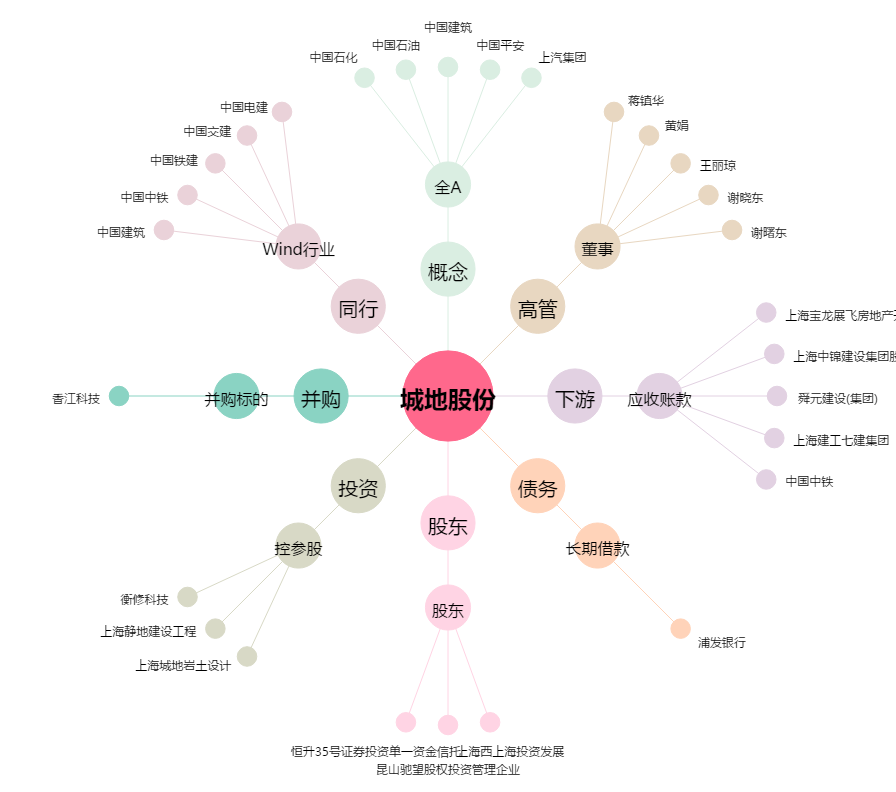 中国建筑
中国石油
中国平安
中国石化
上汽集团
中国电建
蒋镇华
中国交建
黄娟
中国铁建
王丽琼
全A
中国中铁
谢晓东
中国建筑
谢曙东
Wind行业
董事
概念
同行
高管
上海宝龙展飞房地产开
上海中锦建设集团股
香江科技
并购标的
并购
城地股份
下游
应收账款
舜元建设(集团)
上海建工七建集团
中国中铁
投资
债务
股东
控参股
长期借款
衡修科技
股东
上海静地建设工程
浦发银行
上海城地岩土设计
恒升35号证券投资单一资金信托
上海西上海投资发展
昆山驰望股权投资管理企业